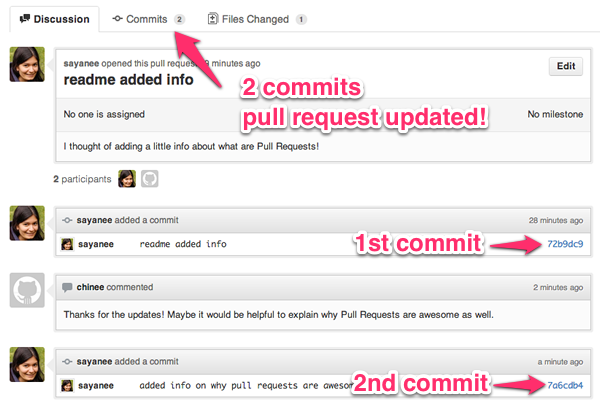 Discussion Commits 2 Files Changed 1
sayanee opened this pull request minutes ago
Edit
readme added info
2 commits
pull request updated!
No one is assigned No milestone
I thought of adding a little info about what are Pull Requests!
2 participants
sayanee added a commit 28 minutes ago
sayanee readme added info 1st commit 72b9dc9
chinee commented 2 minutes ago
Thanks for the updates! Maybe it would be helpful to explain why Pull Requests are awesome as well.
sayanee added a commit a minute ago
sayanee added info on why pull requests are 2nd commit 7a6cdb4